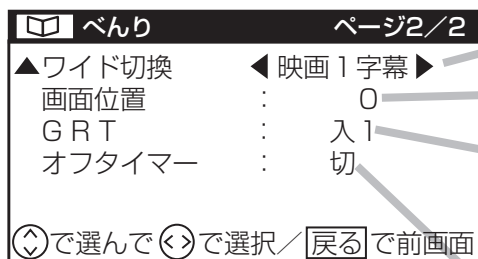 べんり ページ2/2
▲ワイド切換 ◀映画1字幕▶
画面位置 : 0
GRT : 入1
オフタイマー : 切
で選んで で選択/戻るで前画面